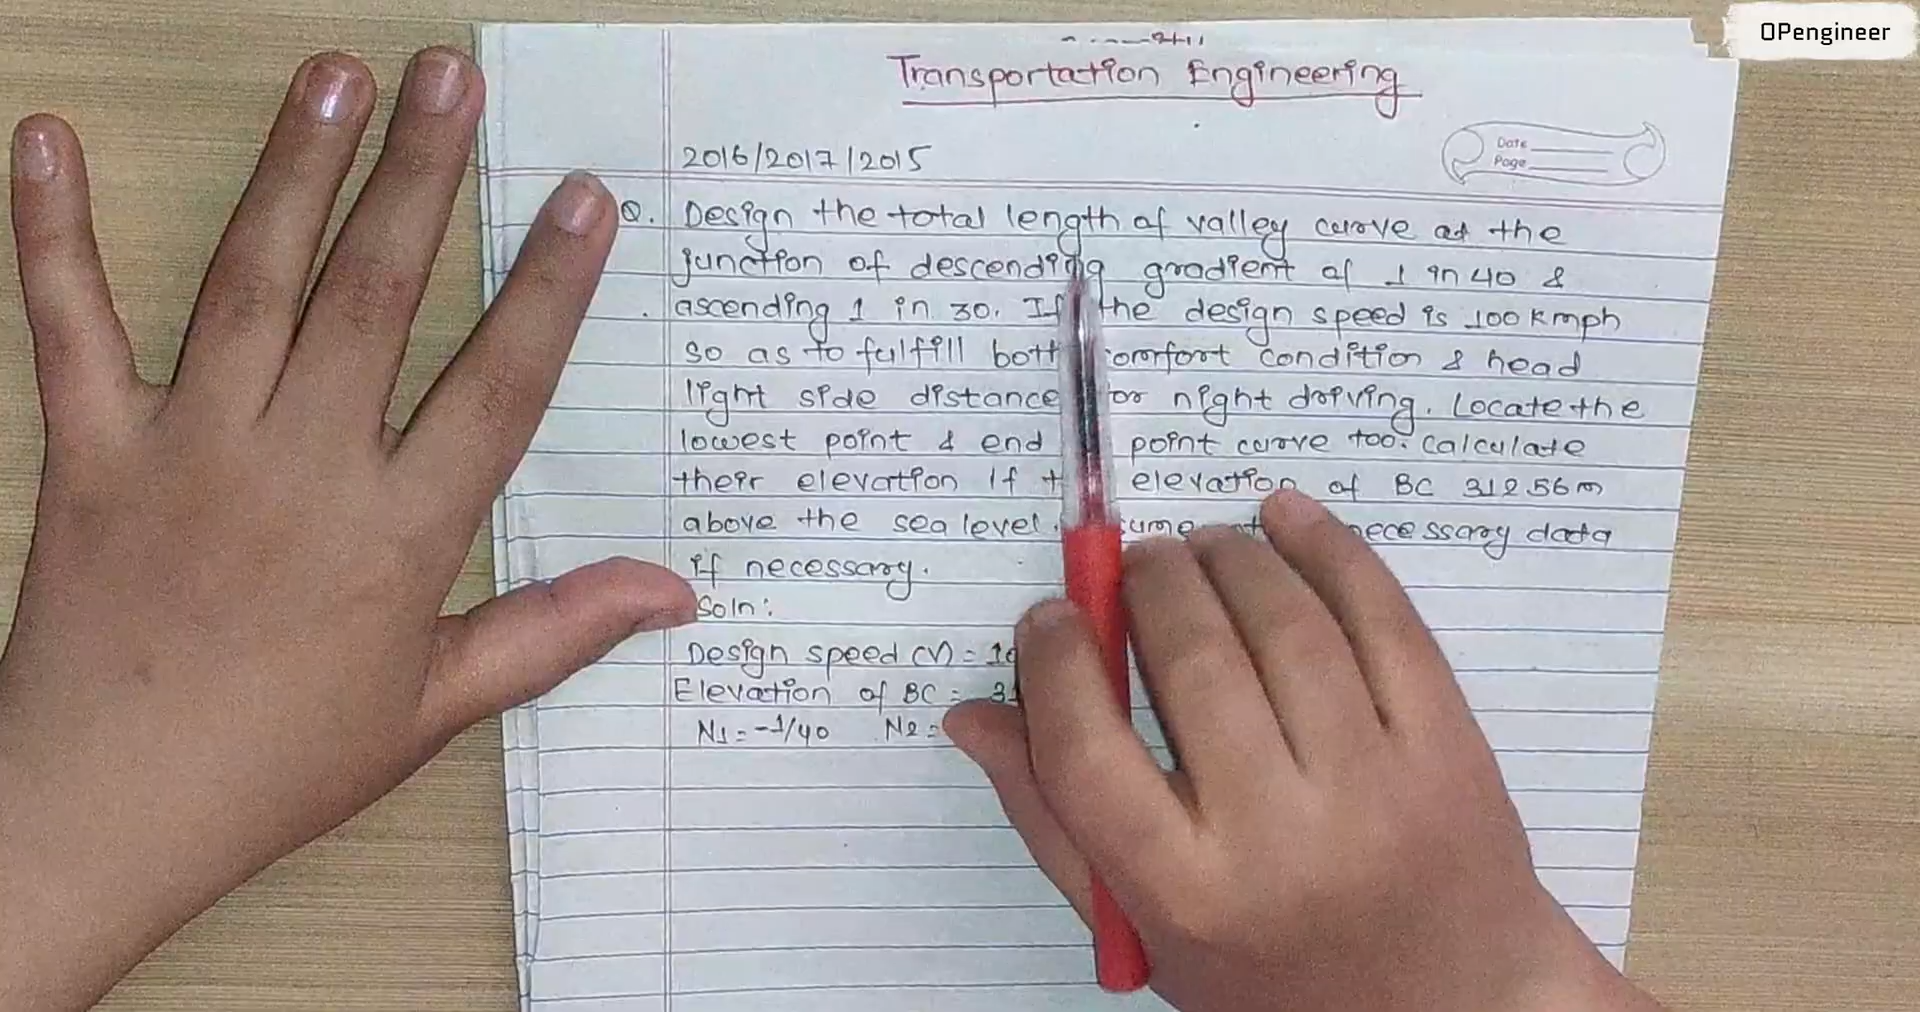 OPengineer
Transportation Engineering
Date
Page
2016/2017/2015
Q. Design the total length of valley curve at the
junction of descending gradient of 1 in 40 &
ascending 1 in 30. If the design speed is 100 kmph
so as to fulfill both comfort condition & head
light side distance for night driving. Locate the
lowest point & end point curve too. calculate
their elevation if elevation of BC 312.56m
above the sea level. necessary data
if necessary.
Soln:
Design speed (V) =
Elevation of BC =
N1 = -1/40 N2 =